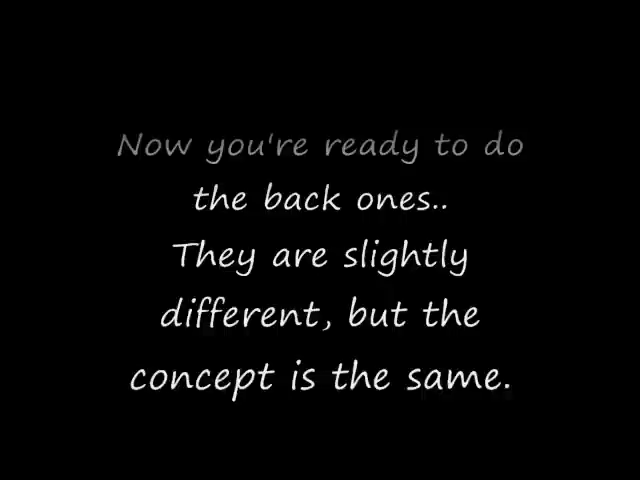 Now you're ready to do
the back ones..
They are slightly
different, but the
concept is the same.